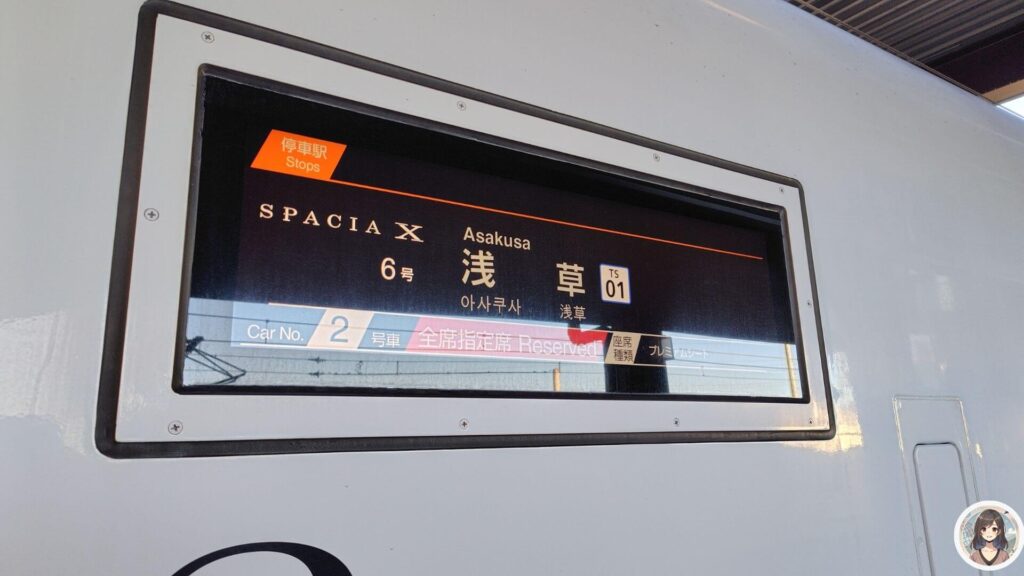 停車駅
Stops
SPACIA X
6号
Asakusa
浅草
TS
01
아사쿠사
浅草
Car No. 2 号車 全席指定席 Reserved 座席種類 プレミアムシート